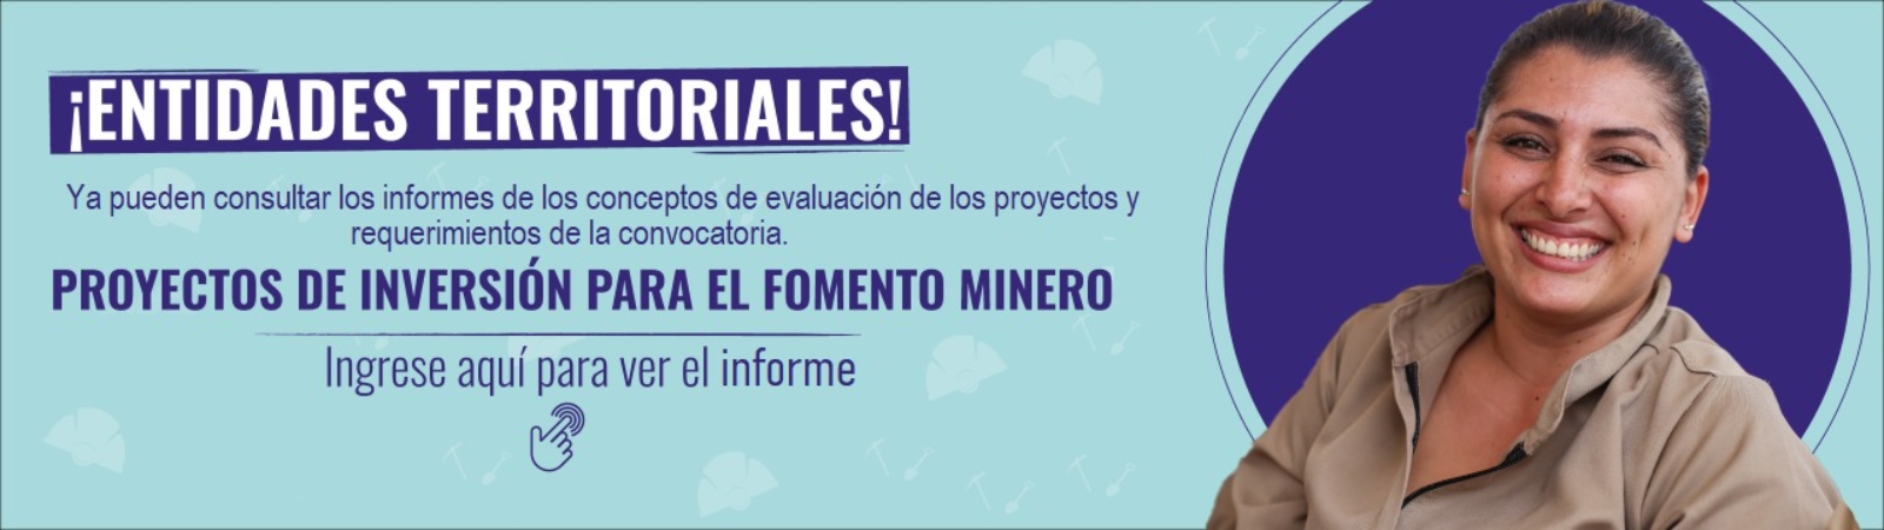 ¡ENTIDADES TERRITORIALES!
Ya pueden consultar los informes de los conceptos de evaluación de los proyectos y
requerimientos de la convocatoria.
PROYECTOS DE INVERSIÓN PARA EL FOMENTO MINERO
Ingrese aquí para ver el informe